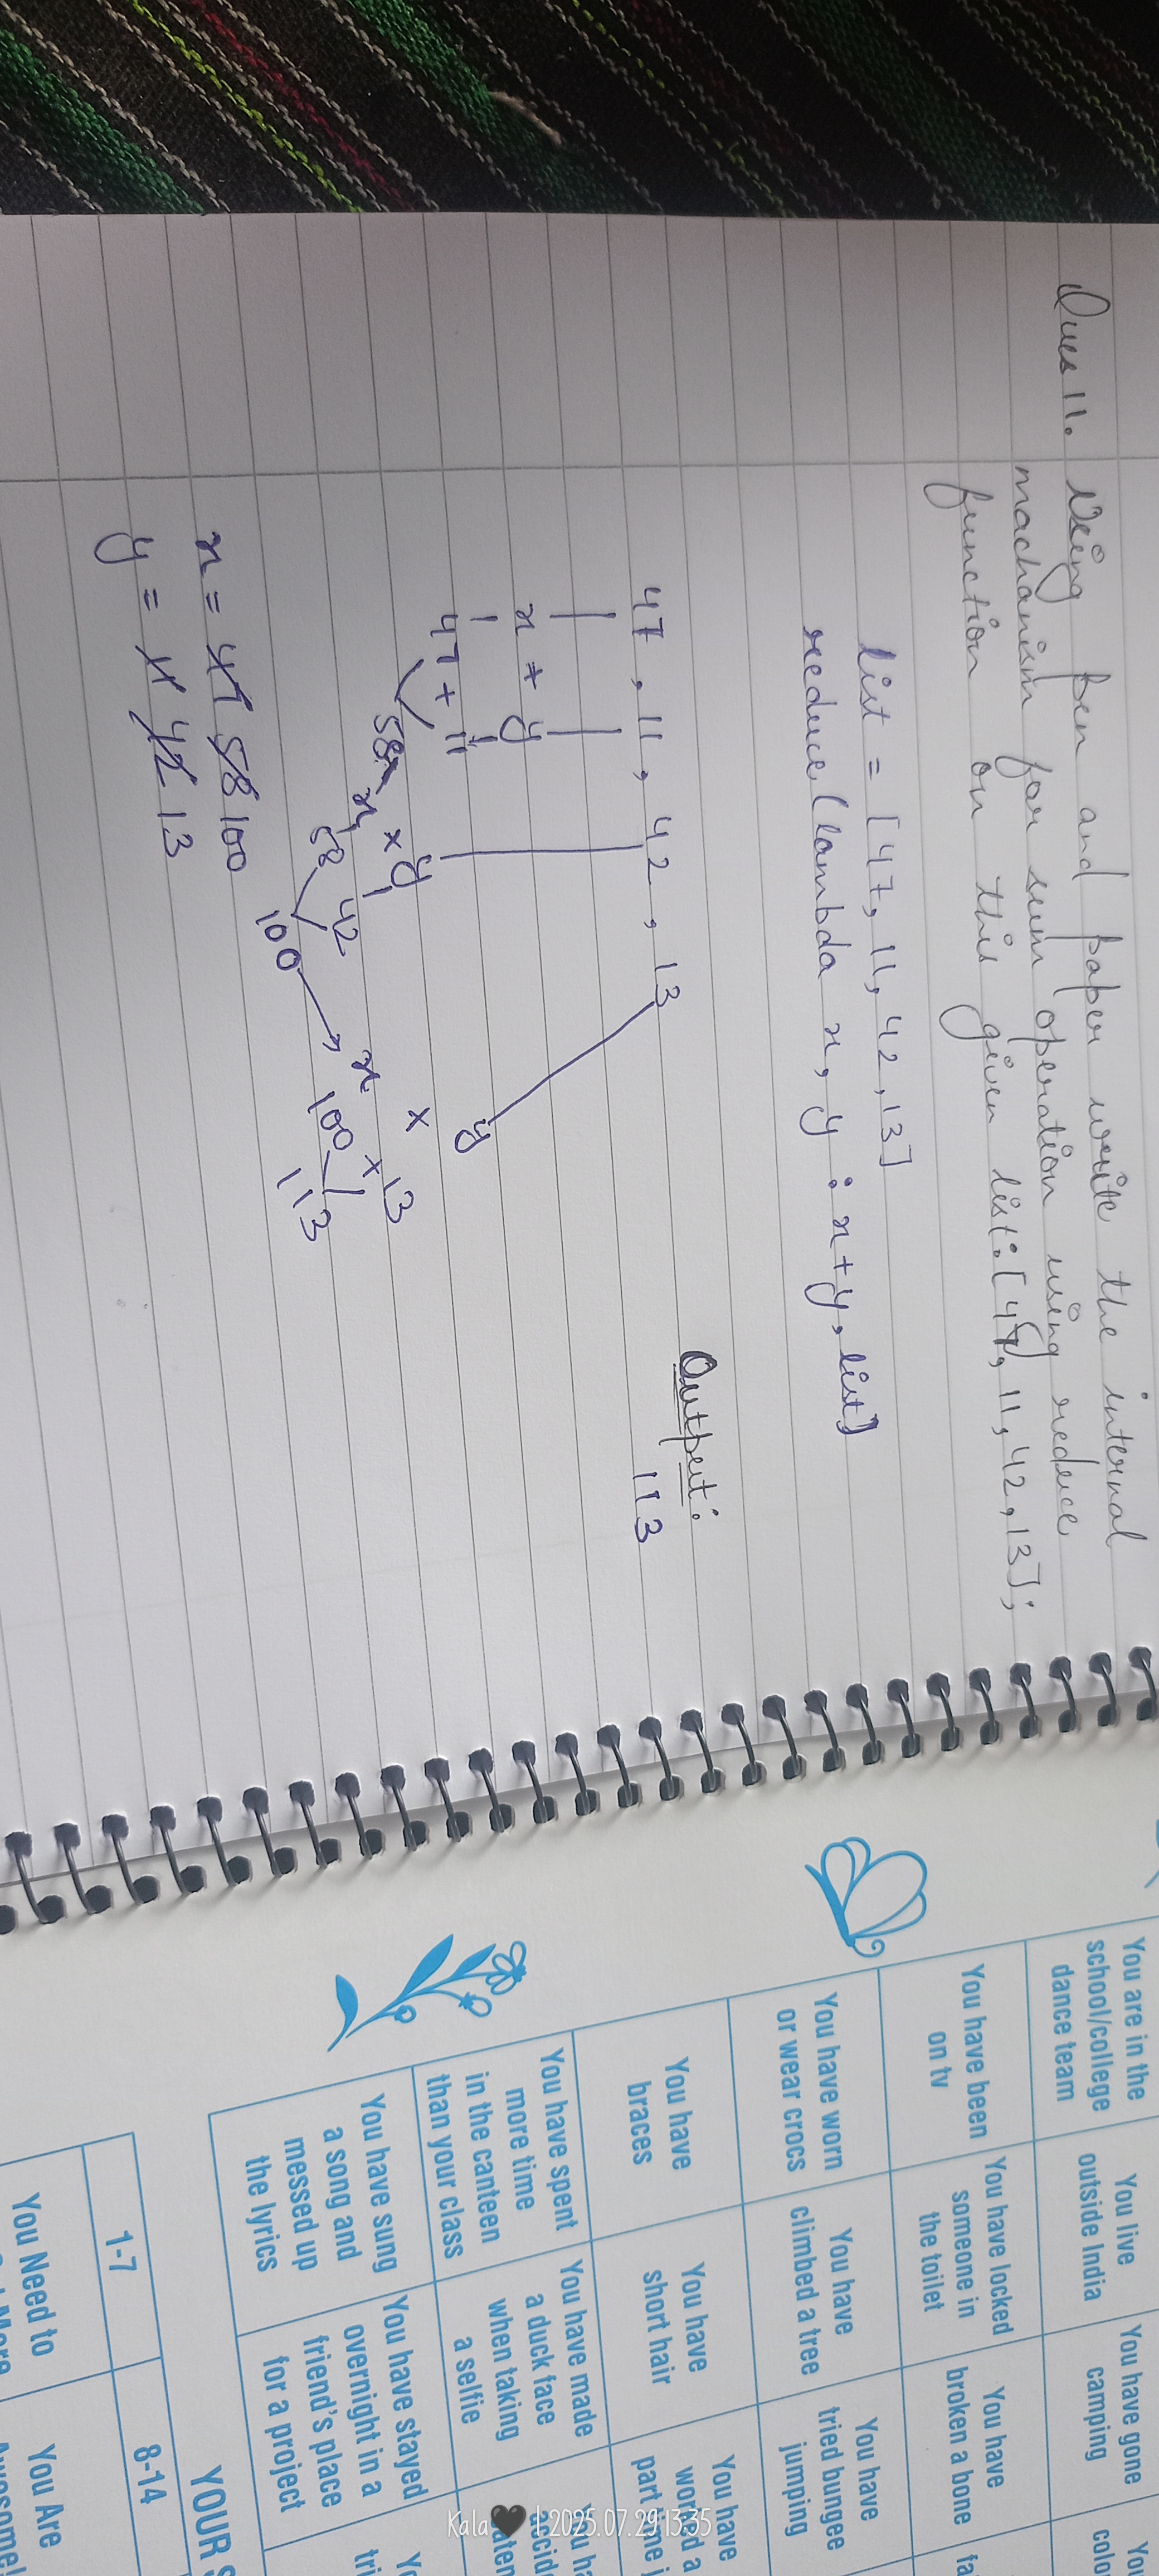 Ques 11. Using pen and paper write the internal
machanism for sum operation using reduce
function on this given list:[47, 11, 42, 13];
list = [47, 11, 42, 13]
reduce(lambda x, y : x+y, list)
Output:
47, 11, 42, 13
113
x + y
y
47 + 11
x
58 x + y
x + 13
58 42
100
100
113
x = 47 58 100
y = 11 42 13
You are in the
school/college
dance team
You live
outside India
You have gone
camping
You have been
on tv
You have locked
someone in
the toilet
You have
broken a bone
You have worn
or wear crocs
You have
climbed a tree
You have
tried bungee
jumping
You have
braces
You have
short hair
You have
worked a
part time j
You have spent
more time
in the canteen
than your class
You have made
a duck face
when taking
a selfie
You have sung
a song and
messed up
the lyrics
You have stayed
overnight in a
friend's place
for a project
YOUR
1-7
8-14
You Need to
You Are
Kala🖤 | 2025.07.29 13:35